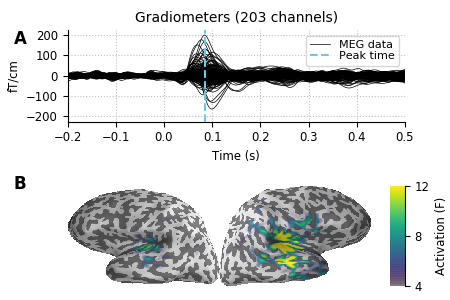 Gradiometers (203 channels)
A
200
100
0
−100
−200
fT/cm
MEG data
Peak time
−0.2 −0.1 0.0 0.1 0.2 0.3 0.4 0.5
Time (s)
B
12
8
4
Activation (F)